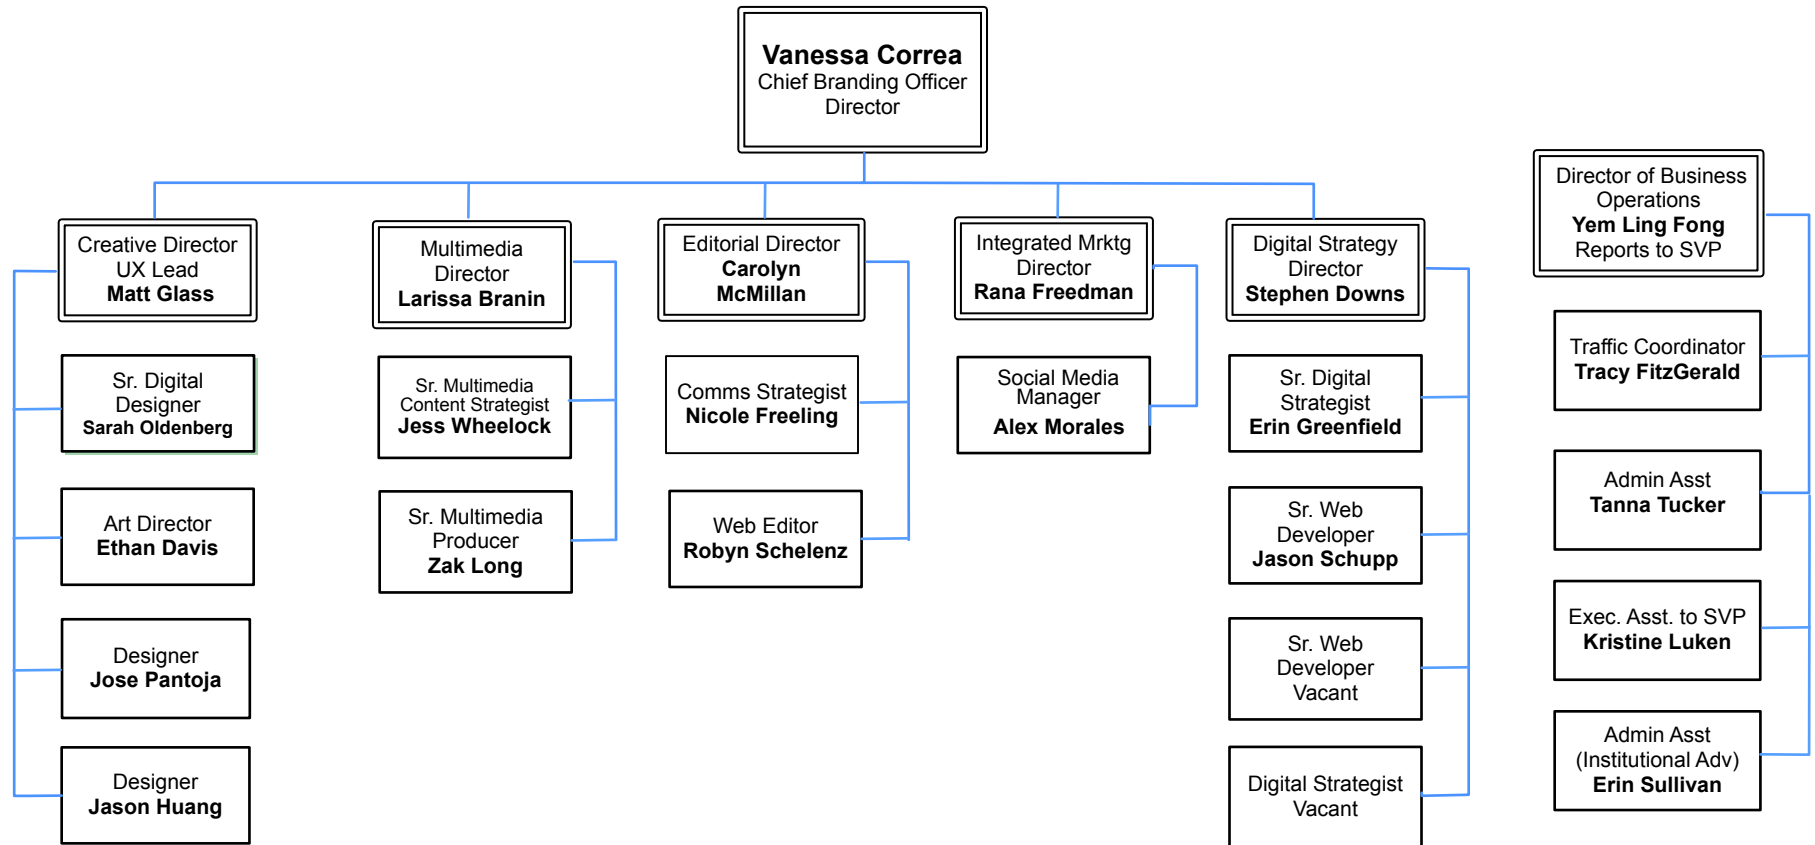 Vanessa Correa
Chief Branding Officer
Director
Creative Director
UX Lead
Matt Glass
Sr. Digital
Designer
Sarah Oldenberg
Art Director
Ethan Davis
Designer
Jose Pantoja
Designer
Jason Huang
Multimedia
Director
Larissa Branin
Sr. Multimedia
Content Strategist
Jess Wheelock
Sr. Multimedia
Producer
Zak Long
Editorial Director
Carolyn
McMillan
Comms Strategist
Nicole Freeling
Web Editor
Robyn Schelenz
Integrated Mrktg
Director
Rana Freedman
Social Media
Manager
Alex Morales
Digital Strategy
Director
Stephen Downs
Sr. Digital
Strategist
Erin Greenfield
Sr. Web
Developer
Jason Schupp
Sr. Web
Developer
Vacant
Digital Strategist
Vacant
Director of Business
Operations
Yem Ling Fong
Reports to SVP
Traffic Coordinator
Tracy FitzGerald
Admin Asst
Tanna Tucker
Exec. Asst. to SVP
Kristine Luken
Admin Asst
(Institutional Adv)
Erin Sullivan